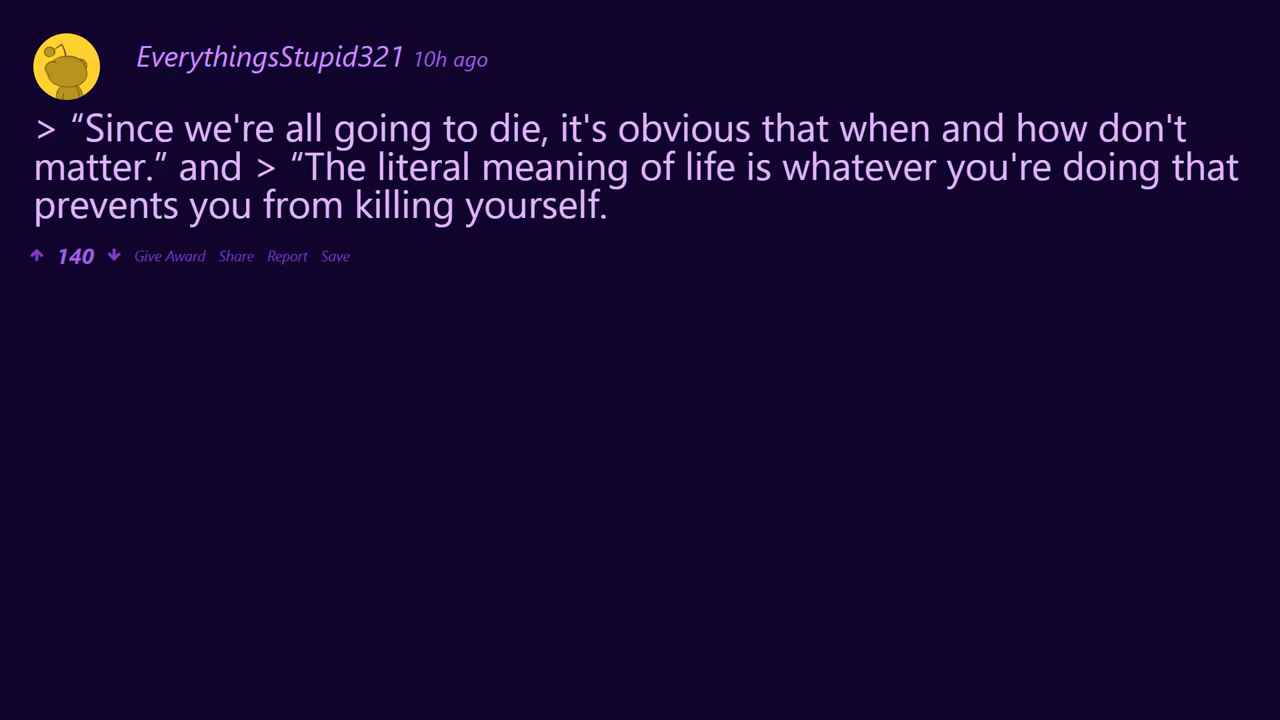 EverythingsStupid321 10h ago
> “Since we're all going to die, it's obvious that when and how don't
matter.” and > “The literal meaning of life is whatever you're doing that
prevents you from killing yourself.
140 Give Award Share Report Save